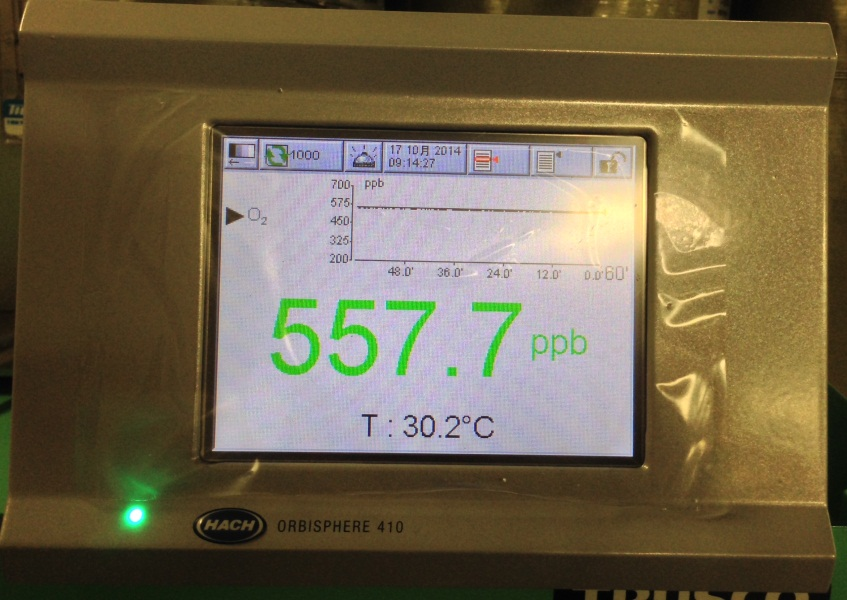 1000
17 10月 2014
09:14:27
700 ppb
575
450
325
200
48.0' 36.0' 24.0' 12.0' 0.0' 60'
O₂
557.7 ppb
T : 30.2°C
HACH ORBISPHERE 410
TRUSCO